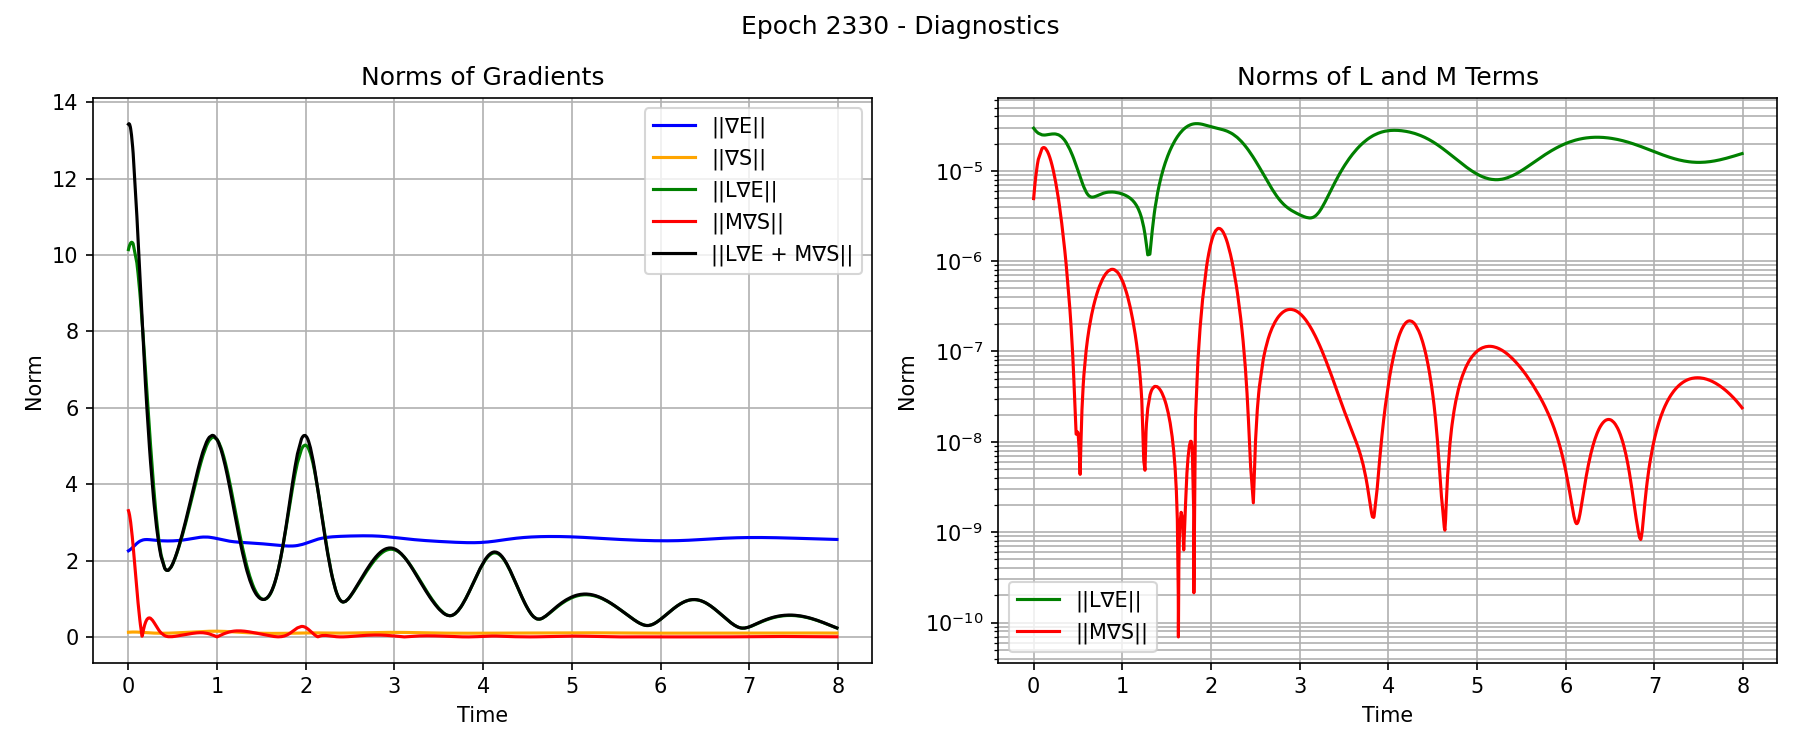 Epoch 2330 - Diagnostics
Norms of Gradients
14
12
10
8
6
4
2
0
Norm
0 1 2 3 4 5 6 7 8
Time
||∇E||
||∇S||
||L∇E||
||M∇S||
||L∇E + M∇S||
Norms of L and M Terms
10⁻⁵
10⁻⁶
10⁻⁷
10⁻⁸
10⁻⁹
10⁻¹⁰
Norm
0 1 2 3 4 5 6 7 8
Time
||L∇E||
||M∇S||